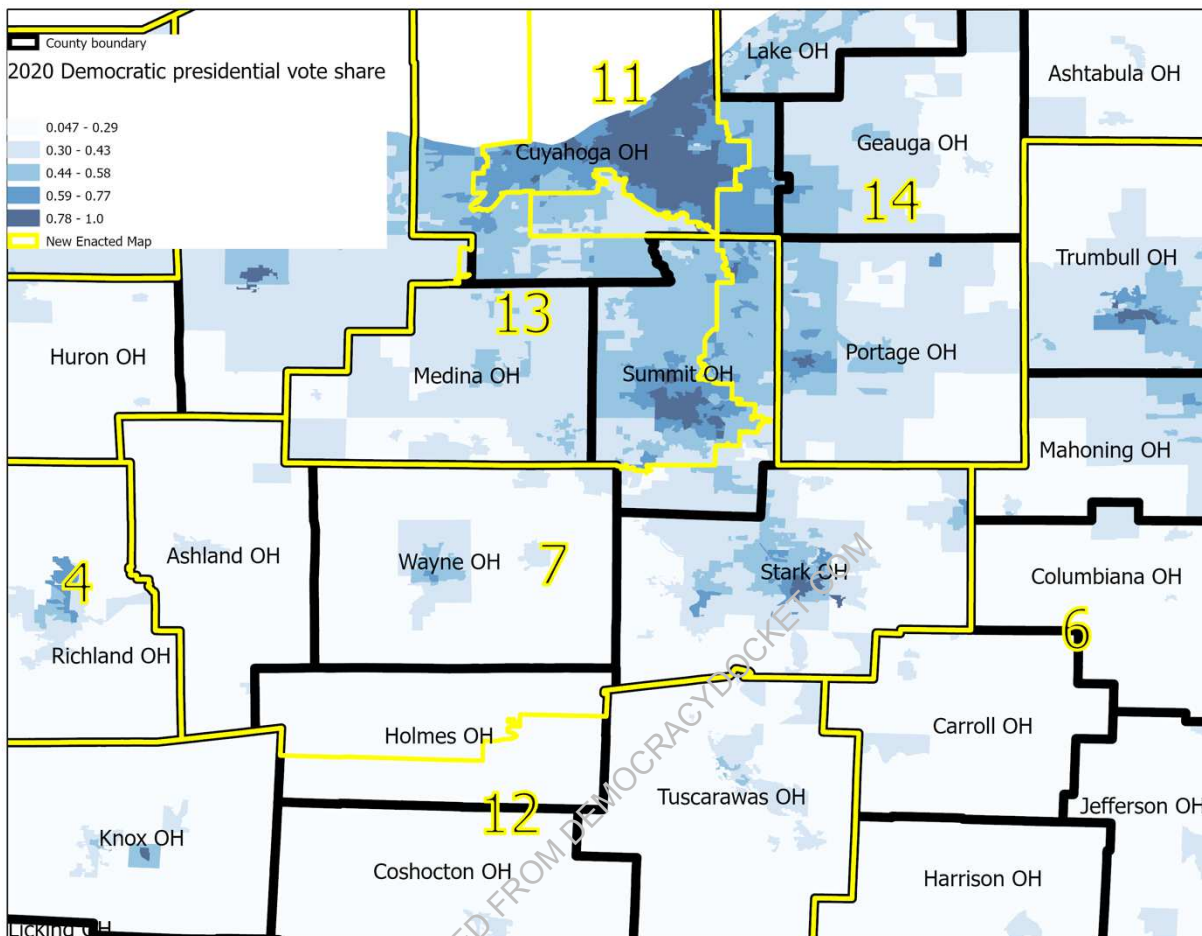 County boundary
2020 Democratic presidential vote share
0.047 - 0.29
0.30 - 0.43
0.44 - 0.58
0.59 - 0.77
0.78 - 1.0
New Enacted Map
11
Lake OH
Ashtabula OH
Cuyahoga OH
Geauga OH
14
Trumbull OH
13
Huron OH
Medina OH
Summit OH
Portage OH
Mahoning OH
Ashland OH
Wayne OH
7
Stark OH
4
Columbiana OH
6
Richland OH
Holmes OH
Carroll OH
12
Tuscarawas OH
Jefferson OH
Knox OH
Coshocton OH
Harrison OH
Licking OH
ED FROM DEMOCRACYDOCKET.COM